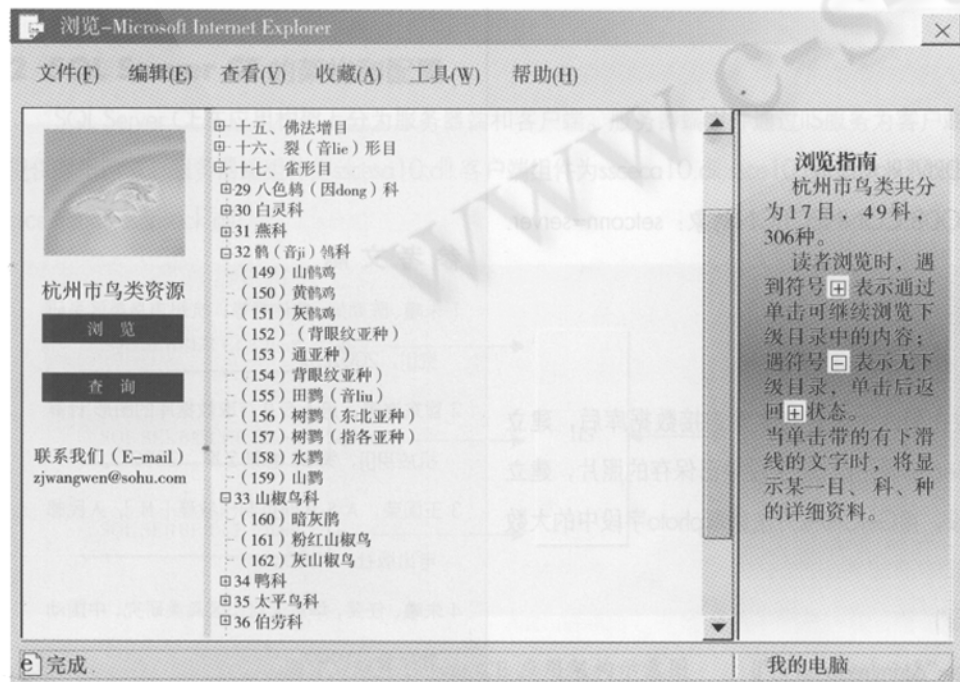 浏览-Microsoft Internet Explorer
文件(F) 编辑(E) 查看(V) 收藏(A) 工具(W) 帮助(H)
杭州市鸟类资源
浏 览
查 询
联系我们（E-mail）
zjwangwen@sohu.com
十五、佛法增目
十六、裂（音lie）形目
十七、雀形目
29 八色鸫（因dong）科
30 白灵科
31 燕科
32 鹡（音ji）鸰科
（149）山鹡鸡
（150）黄鹡鸡
（151）灰鹡鸡
（152）（背眼纹亚种）
（153）通亚种）
（154）背眼纹亚种）
（155）田鹨（音liu）
（156）树鹨（东北亚种）
（157）树鹨（指各亚种）
（158）水鹨
（159）山鹨
33 山椒鸟科
（160）暗灰鹃
（161）粉红山椒鸟
（162）灰山椒鸟
34 鸭科
35 太平鸟科
36 伯劳科
浏览指南
杭州市鸟类共分
为17目，49科，
306种。
读者浏览时，遇
到符号⊞表示通过
单击可继续浏览下
级目录中的内容；
遇符号⊟表示无下
级目录，单击后返
回⊞状态。
当单击带的有下滑
线的文字时，将显
示某一目、科、种
的详细资料。
完成
我的电脑
www.c-s-